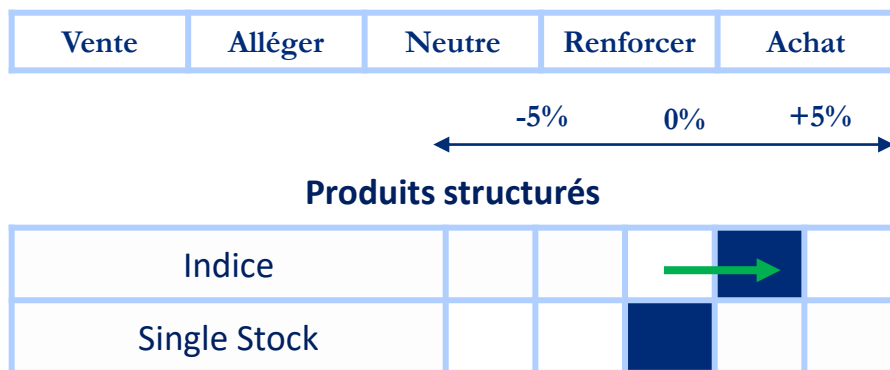 Vente Alléger Neutre Renforcer Achat
-5% 0% +5%
Produits structurés
Indice
Single Stock